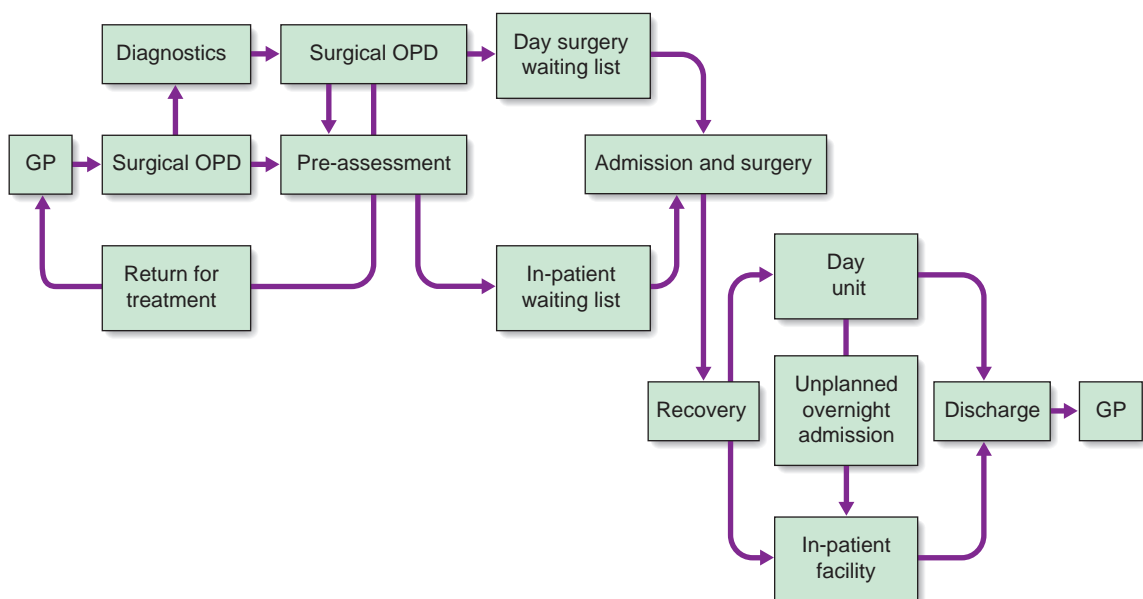 Diagnostics
Surgical OPD
Day surgery
waiting list
GP
Surgical OPD
Pre-assessment
Admission and surgery
Return for
treatment
In-patient
waiting list
Day
unit
Recovery
Unplanned
overnight
admission
Discharge
GP
In-patient
facility